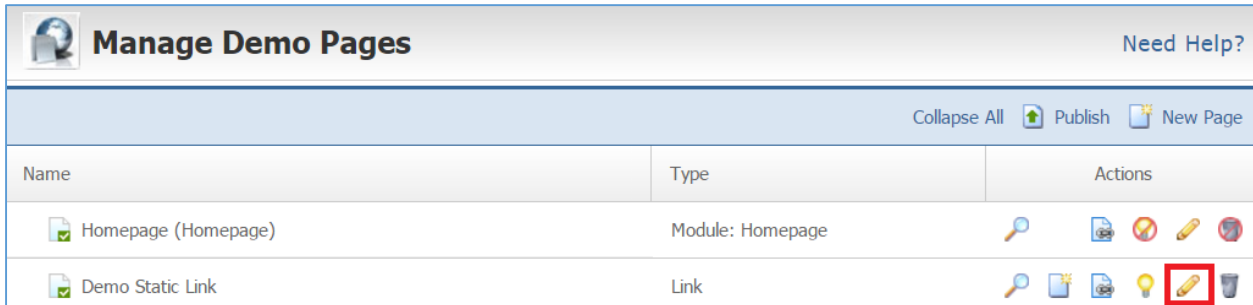 Manage Demo Pages Need Help?
Collapse All Publish New Page
Name Type Actions
Homepage (Homepage) Module: Homepage
Demo Static Link Link